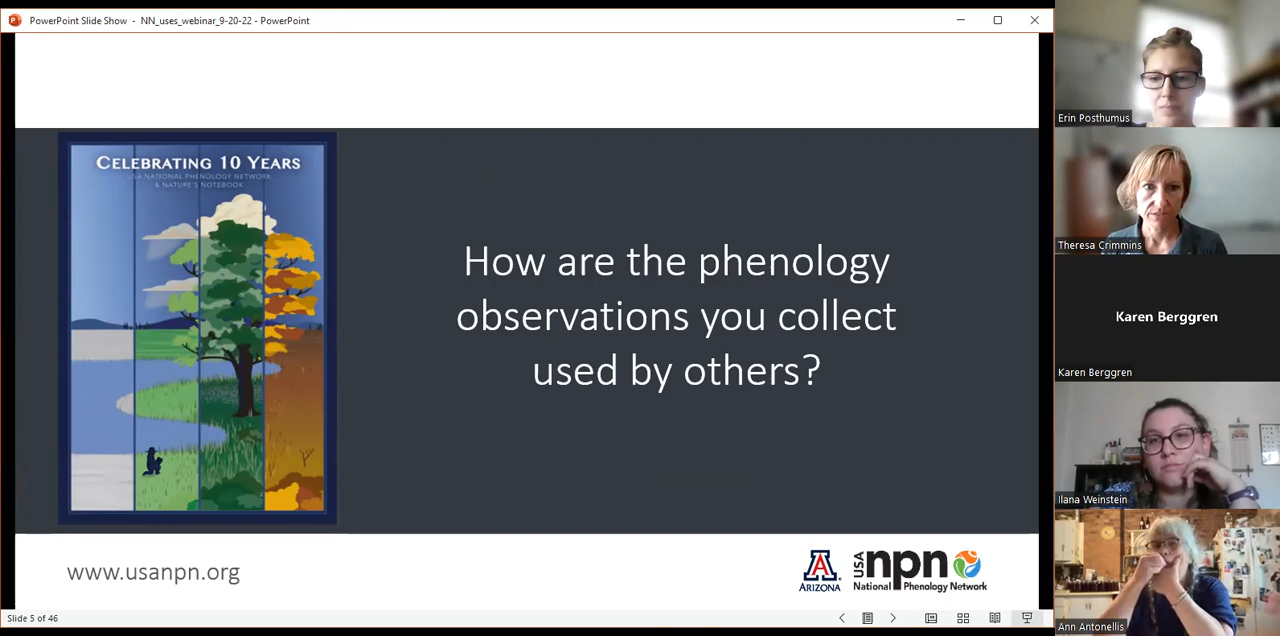 PowerPoint Slide Show - NN_uses_webinar_9-20-22 - PowerPoint
CELEBRATING 10 YEARS
USA NATIONAL PHENOLOGY NETWORK
& NATURE'S NOTEBOOK
How are the phenology
observations you collect
used by others?
www.usanpn.org
A
ARIZONA
USA npn
National Phenology Network
Slide 5 of 46
Erin Posthumus
Theresa Crimmins
Karen Berggren
Karen Berggren
Ilana Weinstein
Ann Antonellis